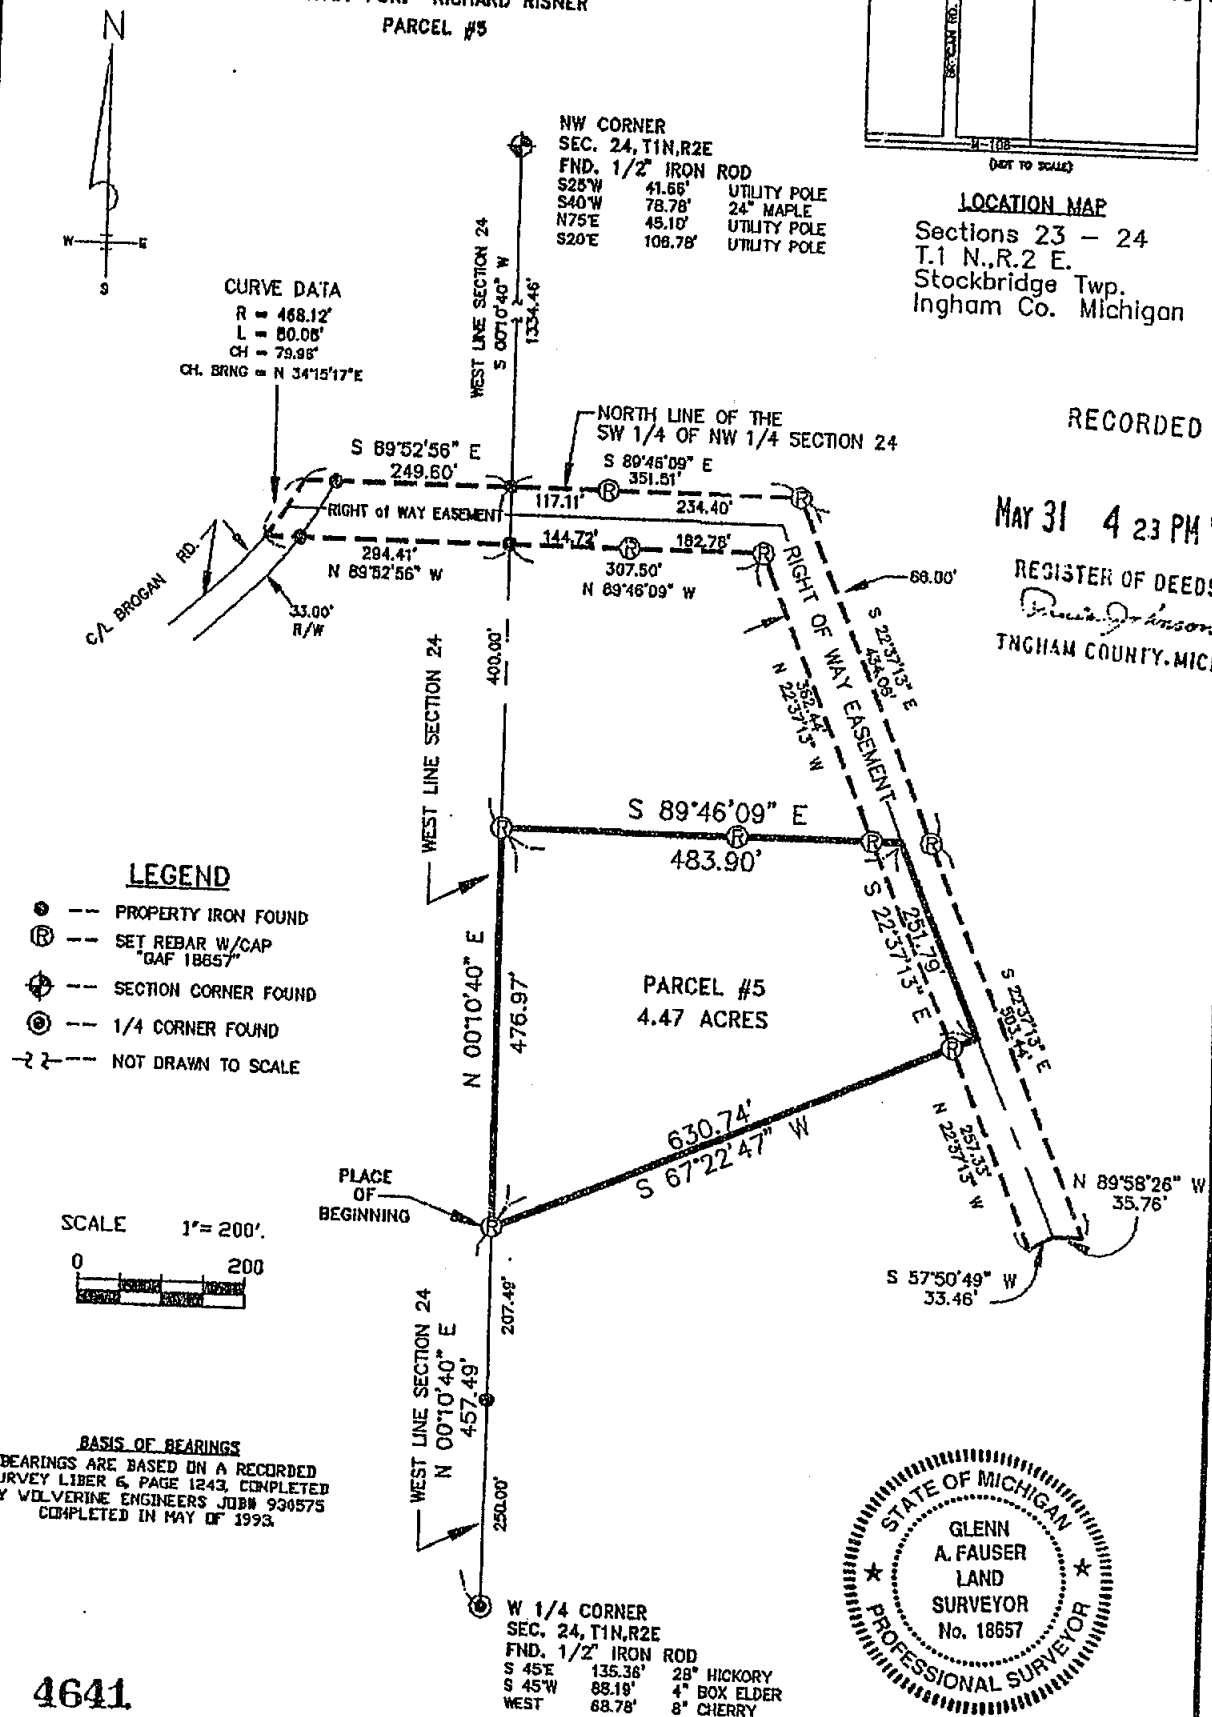 RICHARD RISNER
PARCEL #5
N
W E
S
BROGAN RD.
M-106
(NOT TO SCALE)
LOCATION MAP
Sections 23 - 24
T.1 N.,R.2 E.
Stockbridge Twp.
Ingham Co. Michigan
NW CORNER
SEC. 24, T1N,R2E
FND. 1/2" IRON ROD
S25°W 41.66' UTILITY POLE
S40°W 78.78' 24" MAPLE
N75°E 45.10' UTILITY POLE
S20°E 106.78' UTILITY POLE
WEST LINE SECTION 24
S 00°10'40" W
1334.46'
CURVE DATA
R = 468.12'
L = 80.08'
CH = 79.98'
CH. BRNG = N 34°15'17"E
NORTH LINE OF THE
SW 1/4 OF NW 1/4 SECTION 24
RECORDED
MAY 31 4 23 PM
REGISTER OF DEEDS
INGHAM COUNTY, MICH
S 89°52'56" E
249.60'
S 89°46'09" E
351.51'
117.11'
234.40'
RIGHT of WAY EASEMENT
294.41'
N 89°52'56" W
144.72'
162.78'
307.50'
N 89°46'09" W
C/L BROGAN RD.
33.00'
R/W
66.00'
RIGHT OF WAY EASEMENT
S 22°37'13" E
434.06'
362.44'
N 22°37'13" W
400.00'
WEST LINE SECTION 24
S 89°46'09" E
483.90'
LEGEND
-- PROPERTY IRON FOUND
R -- SET REBAR W/CAP
"GAF 18657"
-- SECTION CORNER FOUND
-- 1/4 CORNER FOUND
-- NOT DRAWN TO SCALE
N 00°10'40" E
476.97'
PARCEL #5
4.47 ACRES
251.79'
S 22°37'13" E
S 22°37'13" E
503.44'
630.74'
S 67°22'47" W
257.33'
N 22°37'13" W
N 89°58'26" W
35.76'
S 57°50'49" W
33.46'
PLACE
OF
BEGINNING
SCALE 1"= 200'.
0 200
207.49'
WEST LINE SECTION 24
N 00°10'40" E
457.49'
250.00'
BASIS OF BEARINGS
BEARINGS ARE BASED ON A RECORDED
URVEY LIBER 6, PAGE 1243, COMPLETED
Y WOLVERINE ENGINEERS JOB# 930575
COMPLETED IN MAY OF 1993.
W 1/4 CORNER
SEC. 24, T1N,R2E
FND. 1/2" IRON ROD
S 45°E 135.36' 28" HICKORY
S 45°W 85.19' 4" BOX ELDER
WEST 68.78' 8" CHERRY
STATE OF MICHIGAN
GLENN
A. FAUSER
LAND
SURVEYOR
No. 18657
PROFESSIONAL SURVEYOR
4641